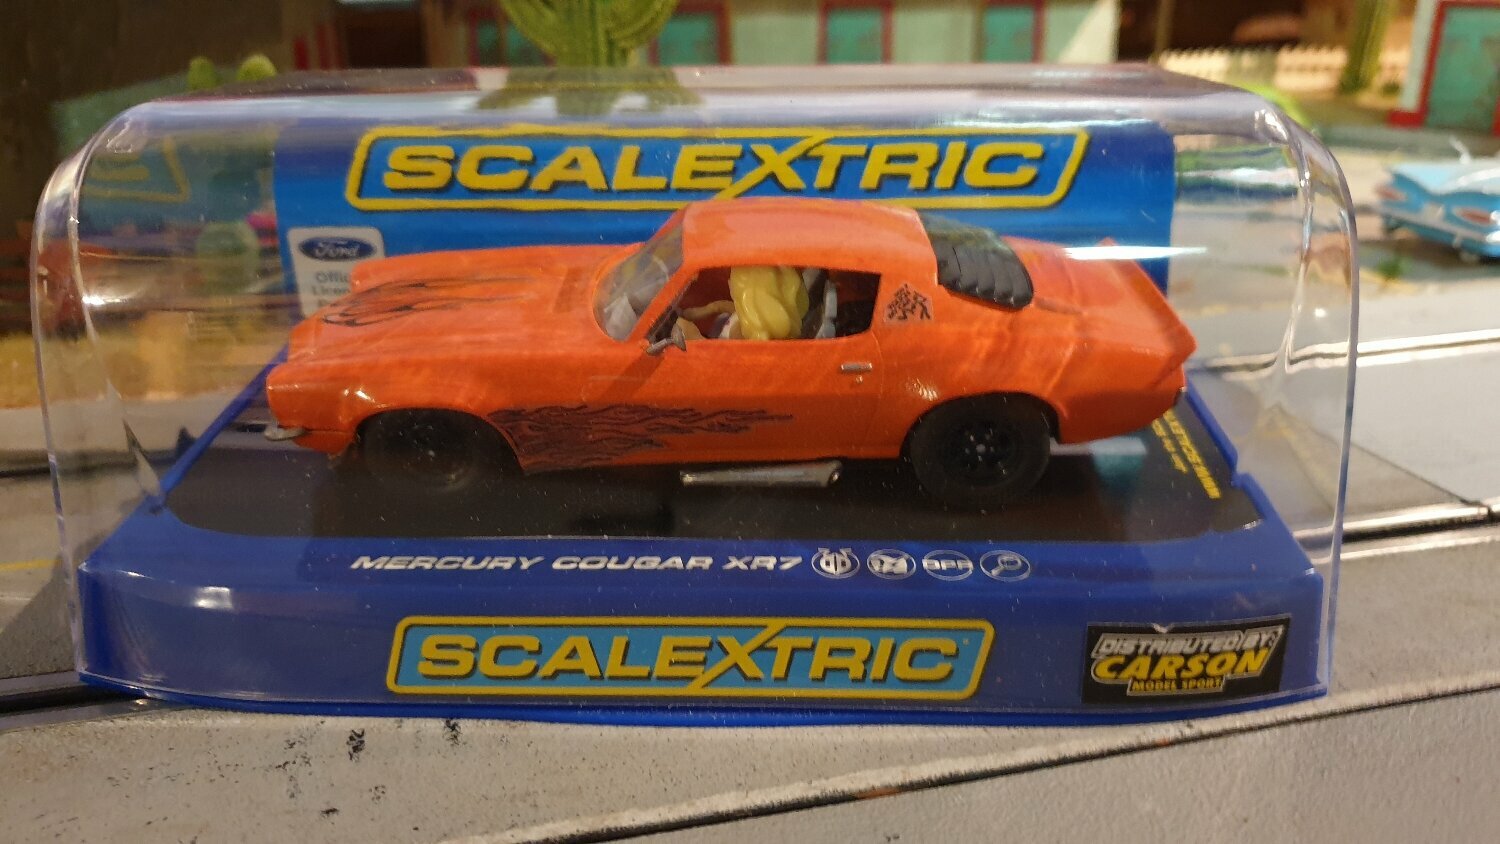 SCALEXTRIC
Ford
MERCURY COUGAR XR7
DPR
SCALEXTRIC
DISTRIBUTED BY:
CARSON
MODEL SPORT